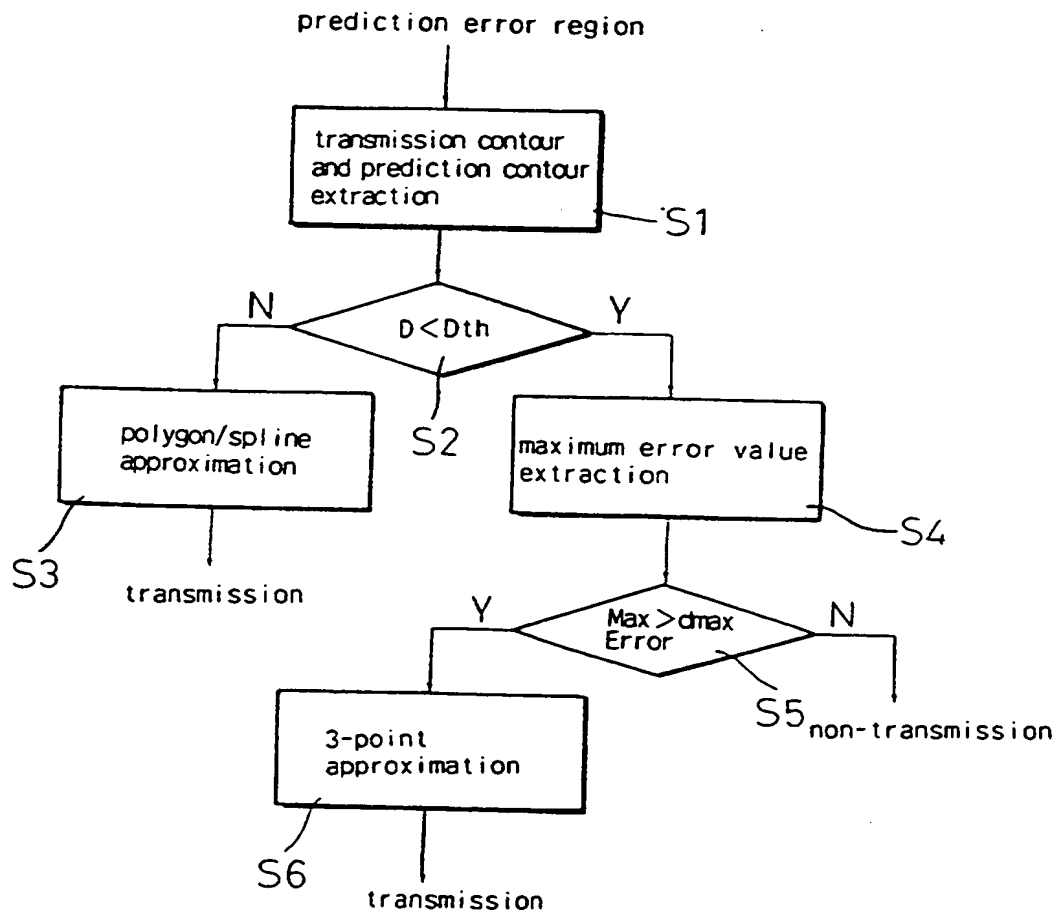 prediction error region
transmission contour
and prediction contour
extraction
S1
N
D<Dth
Y
S2
polygon/spline
approximation
S3
transmission
maximum error value
extraction
S4
Y
Max>dmax
Error
N
S5
non-transmission
3-point
approximation
S6
transmission